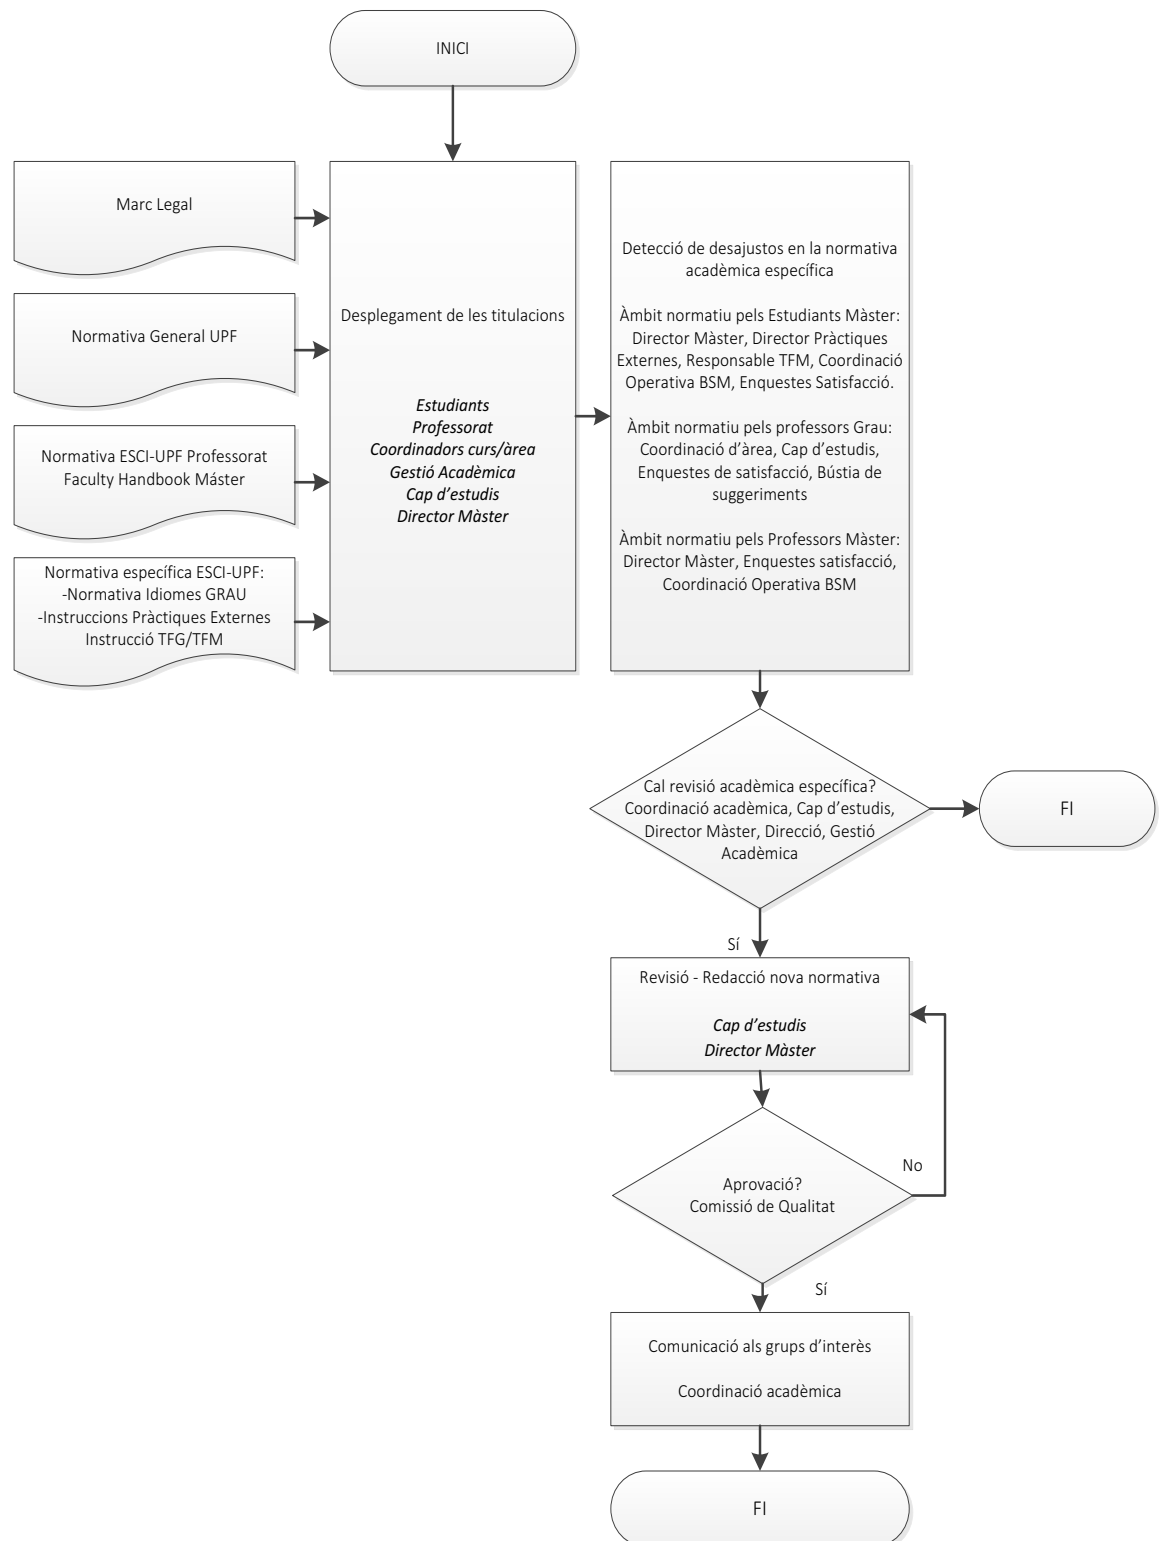 INICI
Marc Legal
Normativa General UPF
Normativa ESCI-UPF Professorat
Faculty Handbook Máster
Normativa específica ESCI-UPF:
-Normativa Idiomes GRAU
-Instruccions Pràctiques Externes
Instrucció TFG/TFM
Desplegament de les titulacions
Estudiants
Professorat
Coordinadors curs/àrea
Gestió Acadèmica
Cap d’estudis
Director Màster
Detecció de desajustos en la normativa
acadèmica específica
Àmbit normatiu pels Estudiants Màster:
Director Màster, Director Pràctiques
Externes, Responsable TFM, Coordinació
Operativa BSM, Enquestes Satisfacció.
Àmbit normatiu pels professors Grau:
Coordinació d’àrea, Cap d’estudis,
Enquestes de satisfacció, Bústia de
suggeriments
Àmbit normatiu pels Professors Màster:
Director Màster, Enquestes satisfacció,
Coordinació Operativa BSM
Cal revisió acadèmica específica?
Coordinació acadèmica, Cap d’estudis,
Director Màster, Direcció, Gestió
Acadèmica
FI
Sí
Revisió - Redacció nova normativa
Cap d’estudis
Director Màster
No
Aprovació?
Comissió de Qualitat
Sí
Comunicació als grups d’interès
Coordinació acadèmica
FI